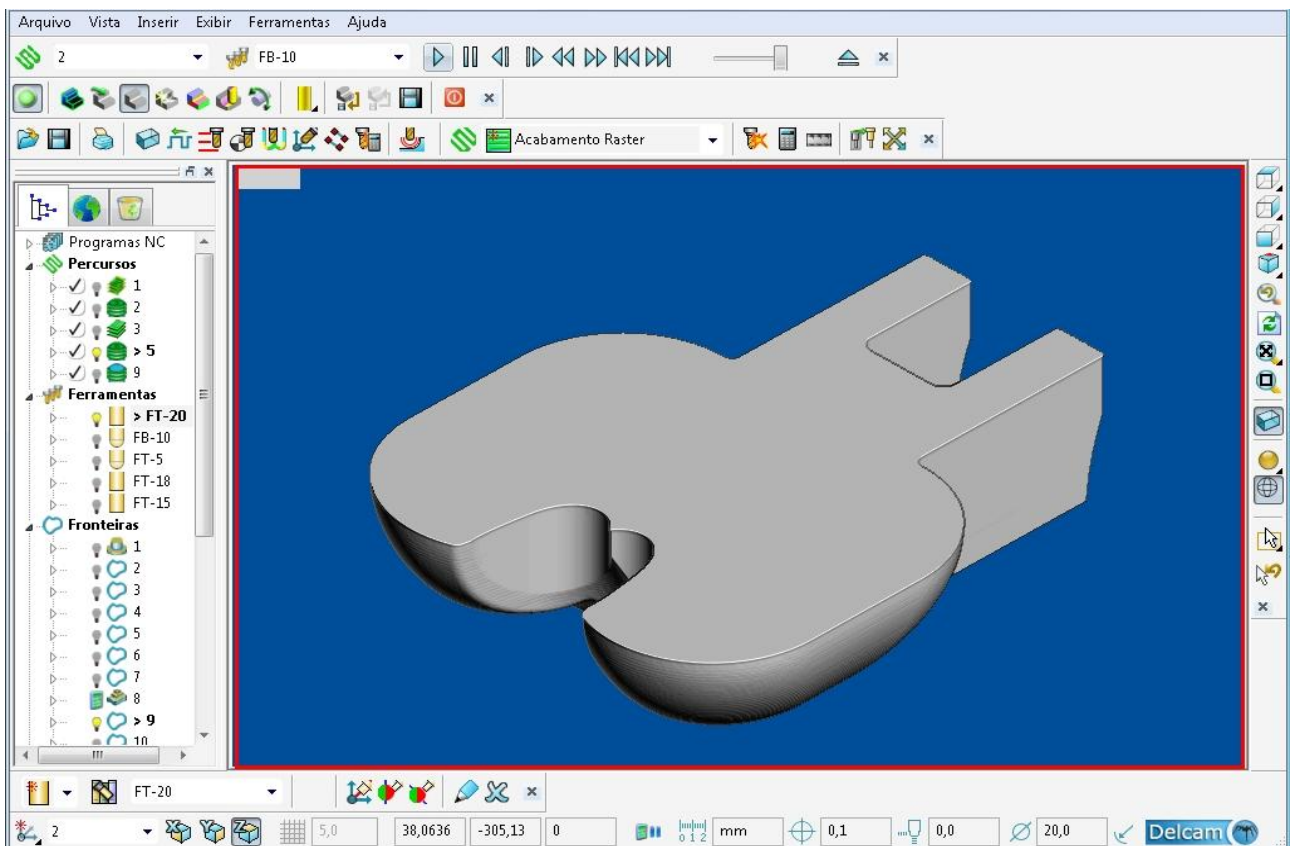 Arquivo Vista Inserir Exibir Ferramentas Ajuda
2 FB-10
Acabamento Raster
Programas NC
Percursos
1
2
3
> 5
9
Ferramentas
> FT-20
FB-10
FT-5
FT-18
FT-15
Fronteiras
1
2
3
4
5
6
7
8
> 9
10
FT-20
2 5,0 38,0636 -305,13 0 mm 0,1 0,0 20,0 Delcam